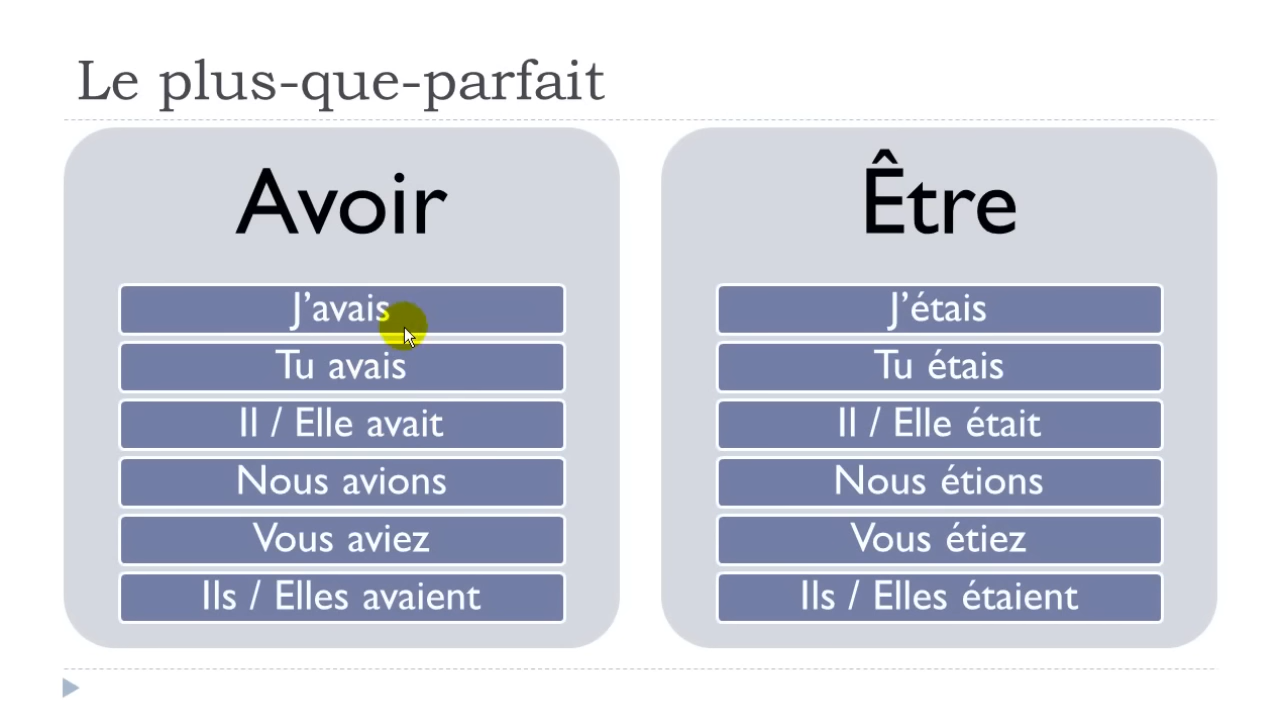 Le plus-que-parfait
Avoir
J’avais
Tu avais
Il / Elle avait
Nous avions
Vous aviez
Ils / Elles avaient
Être
J’étais
Tu étais
Il / Elle était
Nous étions
Vous étiez
Ils / Elles étaient